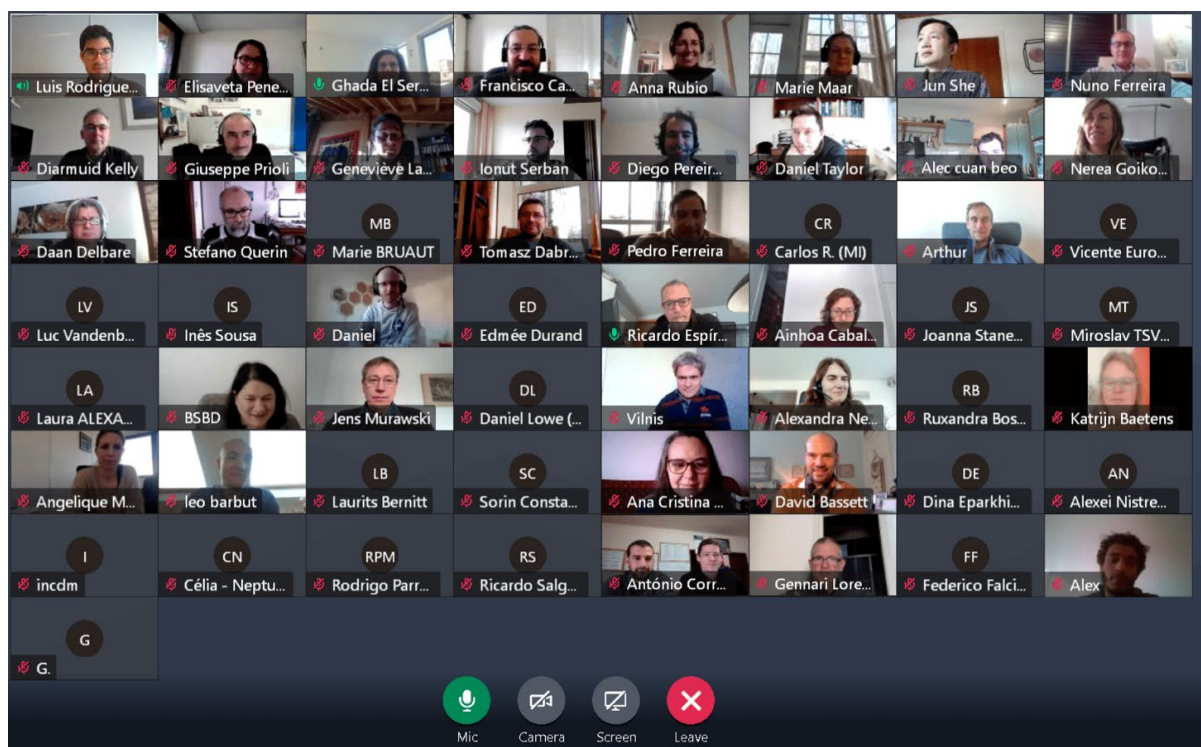 Luis Rodrigue...
Elisaveta Pene...
Ghada El Ser...
Francisco Ca...
Anna Rubio
Marie Maar
Jun She
Nuno Ferreira
Diarmuid Kelly
Giuseppe Prioli
Geneviève La...
Ionut Serban
Diego Pereir...
Daniel Taylor
Alec cuan beo
Nerea Goiko...
Daan Delbare
Stefano Querin
MB
Marie BRUAUT
Tomasz Dabr...
Pedro Ferreira
CR
Carlos R. (MI)
Arthur
VE
Vicente Euro...
LV
Luc Vandenb...
IS
Inês Sousa
Daniel
ED
Edmée Durand
Ricardo Espír...
Ainhoa Cabal...
JS
Joanna Stane...
MT
Miroslav TSV...
LA
Laura ALEXA...
BSBD
Jens Murawski
DL
Daniel Lowe (...
Vilnis
Alexandra Ne...
RB
Ruxandra Bos...
Katrijn Baetens
Angelique M...
leo barbut
LB
Laurits Bernitt
SC
Sorin Consta...
Ana Cristina ...
David Bassett
DE
Dina Eparkhi...
AN
Alexei Nistre...
I
incdm
CN
Célia - Neptu...
RPM
Rodrigo Parr...
RS
Ricardo Salg...
António Corr...
Gennari Lore...
FF
Federico Falci...
Alex
G
G.
Mic
Camera
Screen
Leave